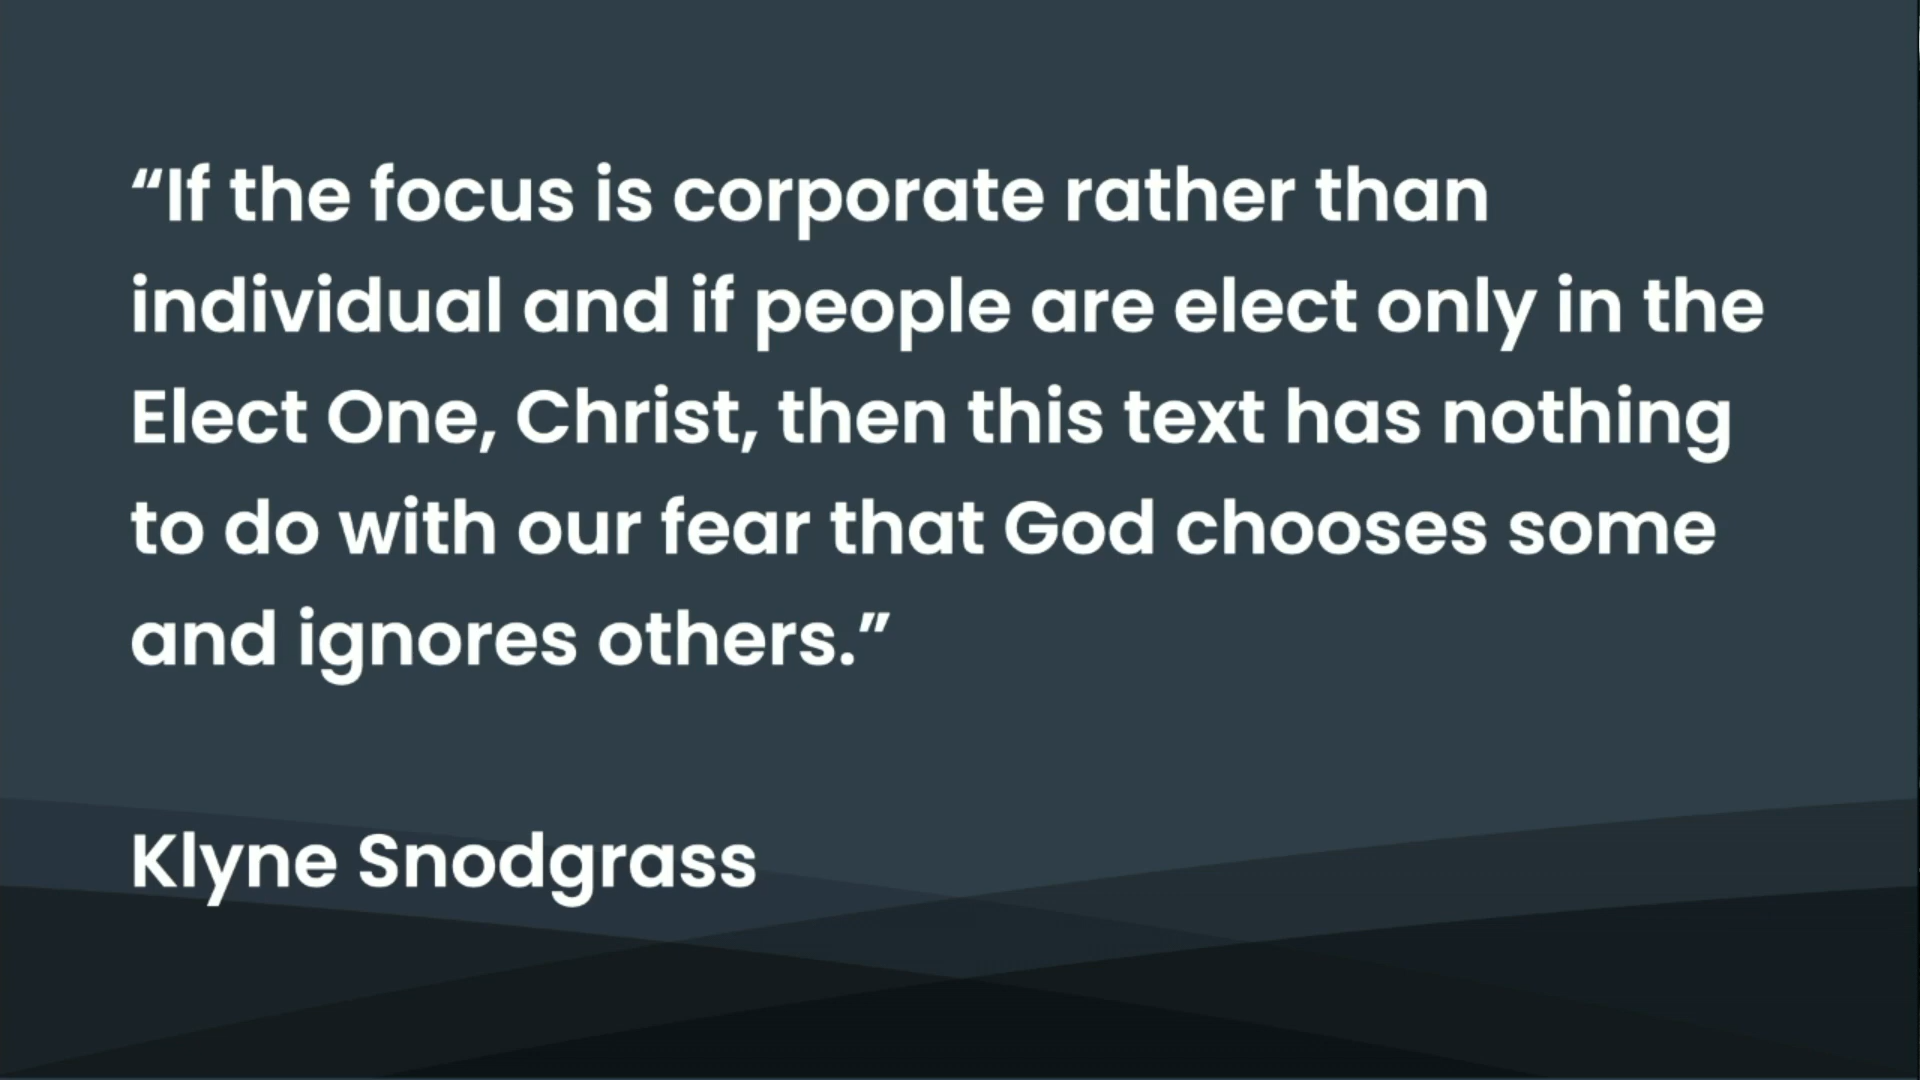 “If the focus is corporate rather than
individual and if people are elect only in the
Elect One, Christ, then this text has nothing
to do with our fear that God chooses some
and ignores others.”
Klyne Snodgrass